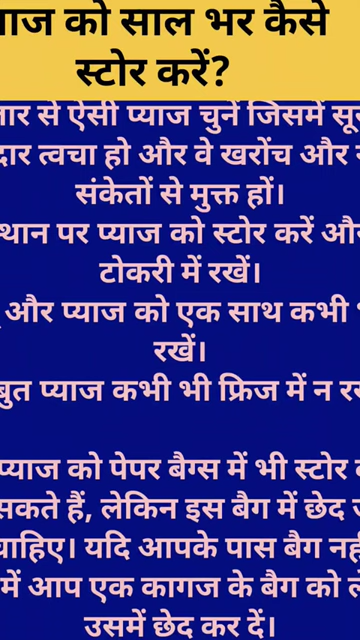 को साल भर कैसे
स्टोर करें?
से ऐसी प्याज चुनें जिसमें
त्वचा हो और वे खरोंच और
संकेतों से मुक्त हों।
पर प्याज को स्टोर करें
टोकरी में रखें।
और प्याज को एक साथ कभी
रखें।
प्याज कभी भी फ्रिज में न
प्याज को पेपर बैग्स में भी स्टोर
सकते हैं, लेकिन इस बैग में छेद
चाहिए। यदि आपके पास बैग
में आप एक कागज के बैग को
उसमें छेद कर दें।